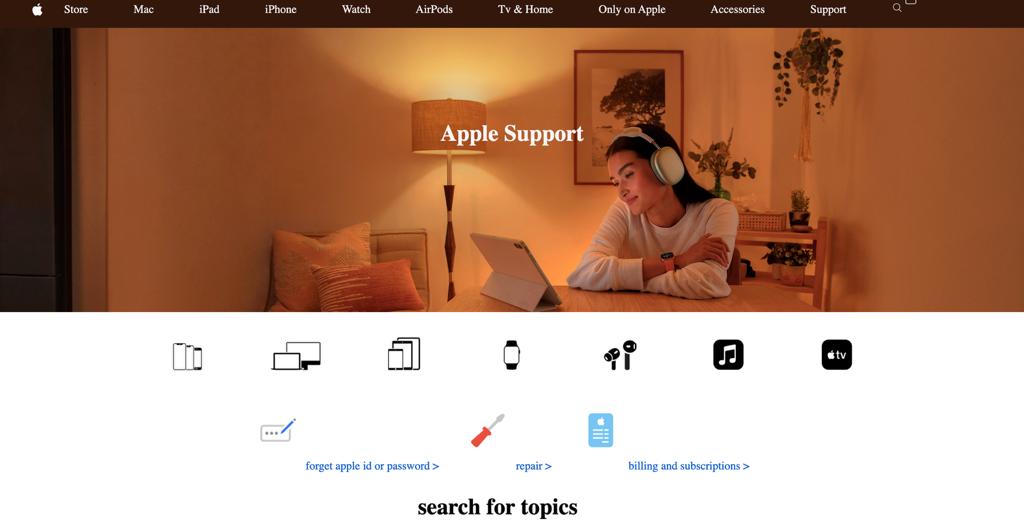 Store Mac iPad iPhone Watch AirPods Tv & Home Only on Apple Accessories Support
Apple Support
tv
forget apple id or password > repair > billing and subscriptions >
search for topics